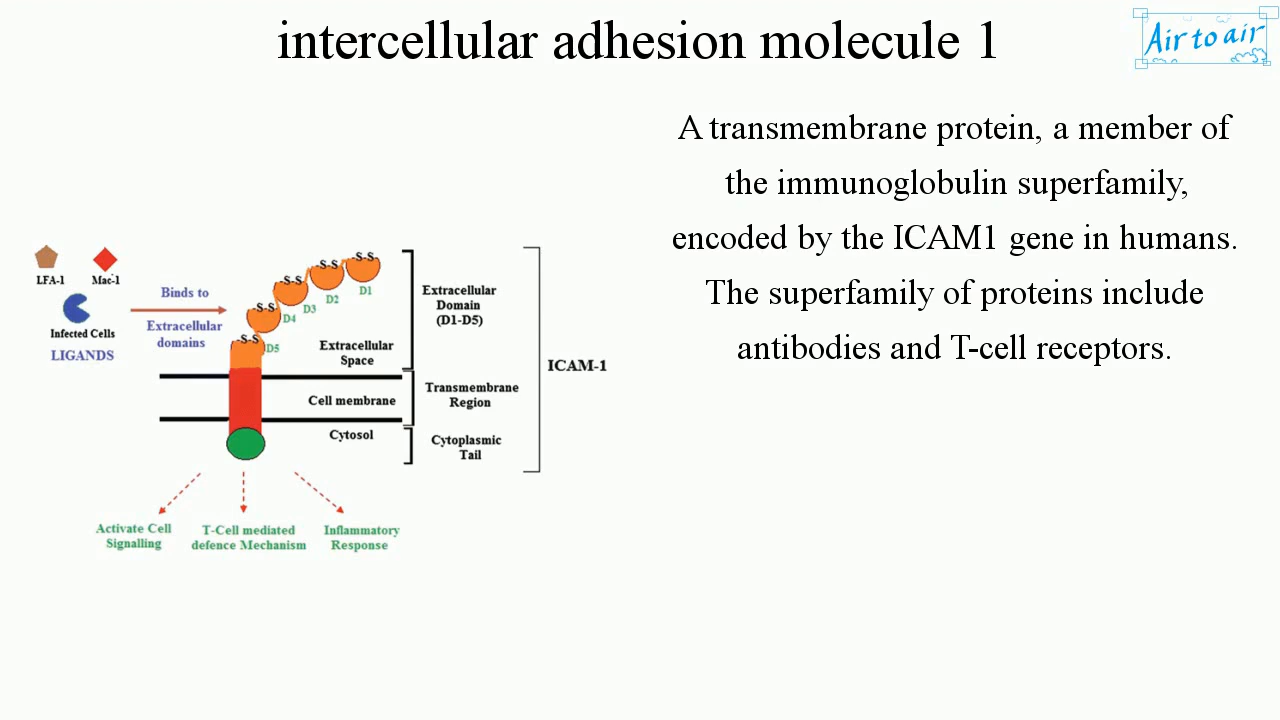 intercellular adhesion molecule 1
Air to air
A transmembrane protein, a member of
the immunoglobulin superfamily,
encoded by the ICAM1 gene in humans.
The superfamily of proteins include
antibodies and T-cell receptors.
LFA-1
Mac-1
Infected Cells
LIGANDS
Binds to
Extracellular
domains
-S-S-
-S-S-
-S-S-
-S-S-
-S-S
D1
D2
D3
D4
D5
Extracellular
Domain
(D1-D5)
Extracellular
Space
ICAM-1
Transmembrane
Region
Cell membrane
Cytosol
Cytoplasmic
Tail
Activate Cell
Signalling
T-Cell mediated
defence Mechanism
Inflammatory
Response